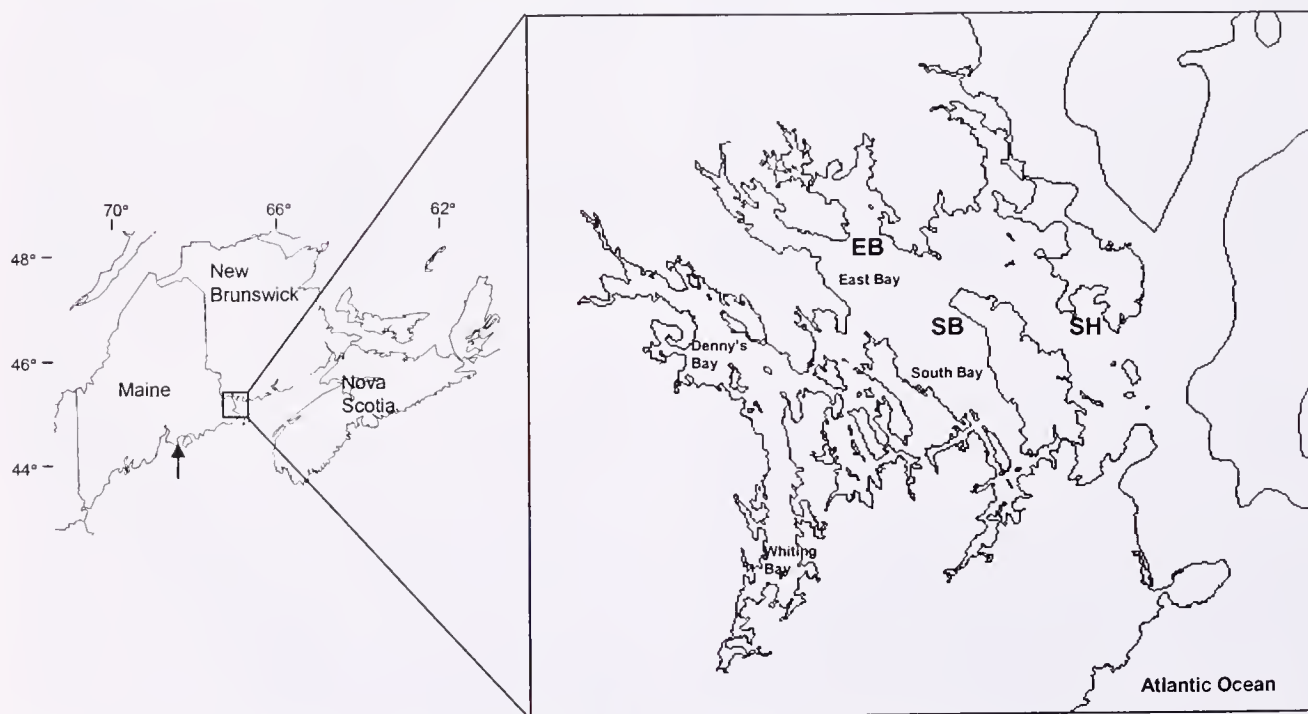 70°
66°
62°
48°
46°
44°
New
Brunswick
Maine
Nova
Scotia
EB
East Bay
SB
SH
Denny's
Bay
South Bay
Whiting
Bay
Atlantic Ocean